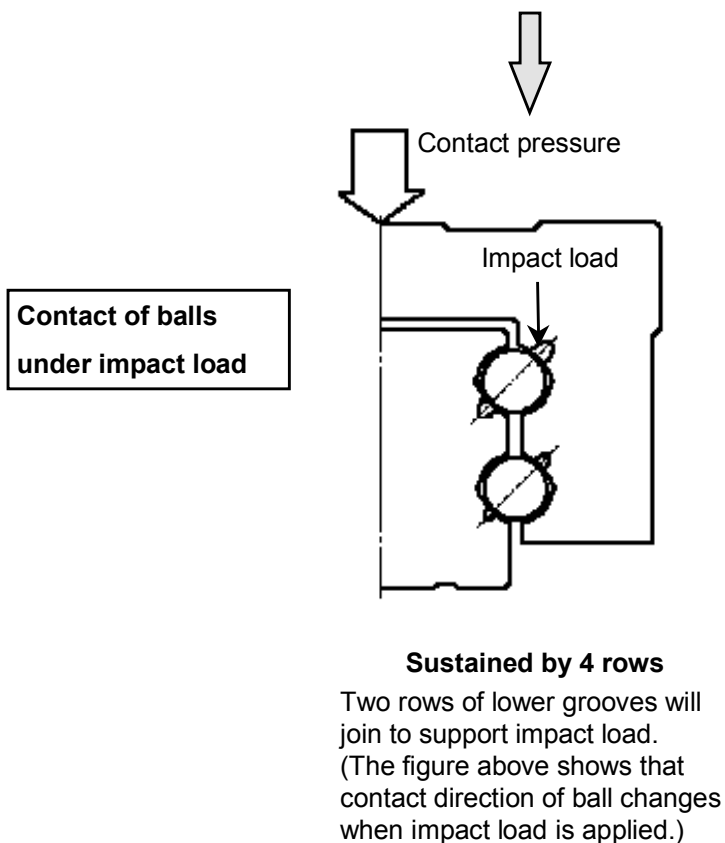 Contact pressure
Impact load
Contact of balls
under impact load
Sustained by 4 rows
Two rows of lower grooves will
join to support impact load.
(The figure above shows that
contact direction of ball changes
when impact load is applied.)